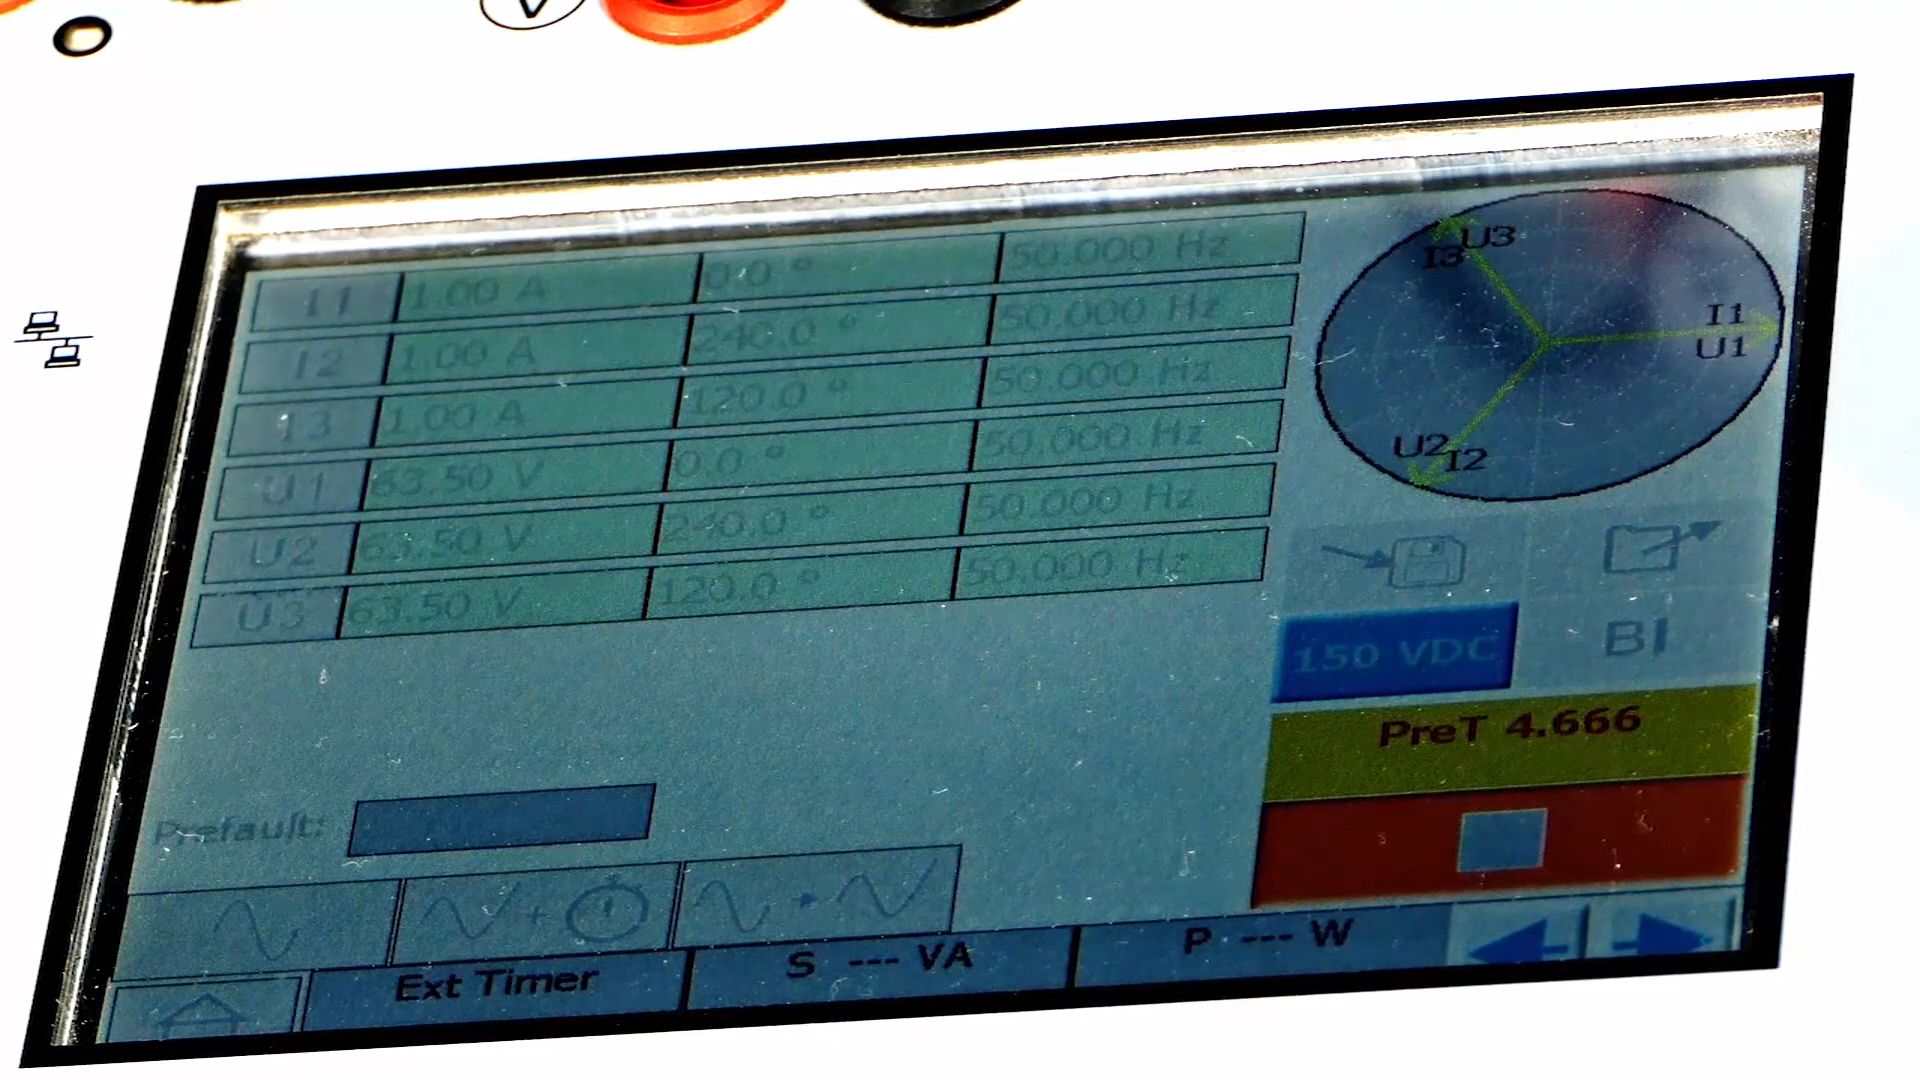 V
I1 1.00 A 0.0 ° 50.000 Hz
I2 1.00 A 240.0 ° 50.000 Hz
I3 1.00 A 120.0 ° 50.000 Hz
U1 63.50 V 0.0 ° 50.000 Hz
U2 63.50 V 240.0 ° 50.000 Hz
U3 63.50 V 120.0 ° 50.000 Hz
U3
I3
I1
U1
U2
I2
150 VDC
BI
PreT 4.666
Prefault:
Ext Timer
S --- VA
P --- W